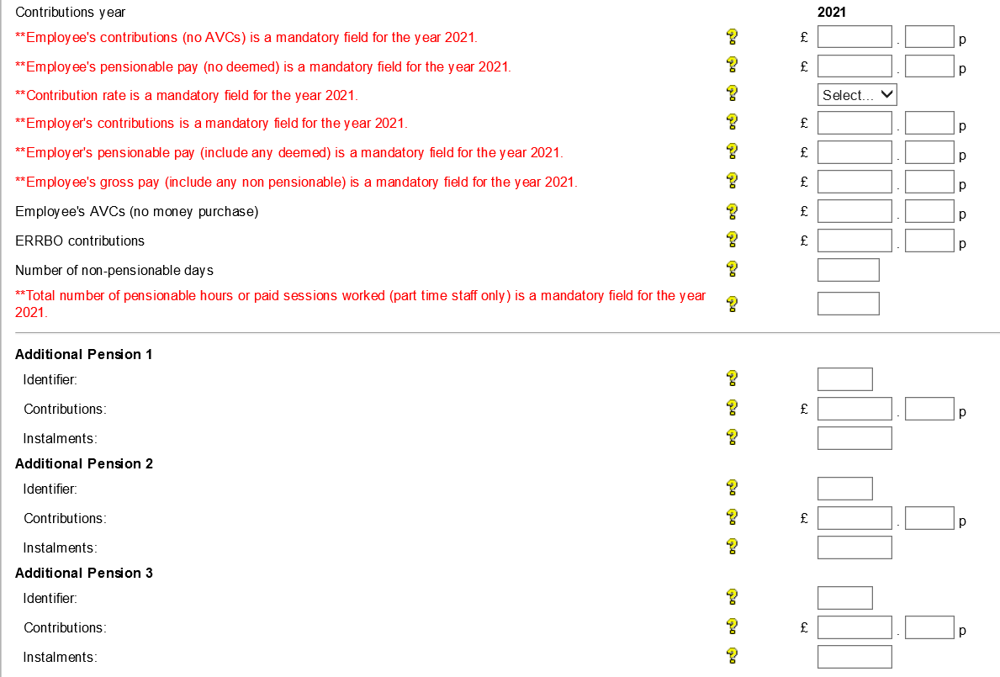 Contributions year 2021
**Employee's contributions (no AVCs) is a mandatory field for the year 2021. ? £ . p
**Employee's pensionable pay (no deemed) is a mandatory field for the year 2021. ? £ . p
**Contribution rate is a mandatory field for the year 2021. ? Select...
**Employer's contributions is a mandatory field for the year 2021. ? £ . p
**Employer's pensionable pay (include any deemed) is a mandatory field for the year 2021. ? £ . p
**Employee's gross pay (include any non pensionable) is a mandatory field for the year 2021. ? £ . p
Employee's AVCs (no money purchase) ? £ . p
ERRBO contributions ? £ . p
Number of non-pensionable days ?
**Total number of pensionable hours or paid sessions worked (part time staff only) is a mandatory field for the year
2021. ?
Additional Pension 1
Identifier: ?
Contributions: ? £ . p
Instalments: ?
Additional Pension 2
Identifier: ?
Contributions: ? £ . p
Instalments: ?
Additional Pension 3
Identifier: ?
Contributions: ? £ . p
Instalments: ?